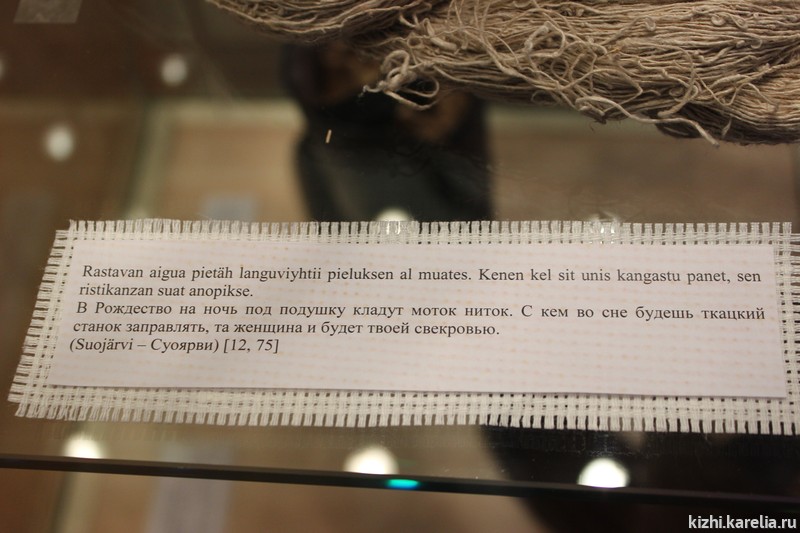 Rastavan aigua pietäh languviyhtii pieluksen al muates. Kenen kel sit unis kangastu panet, sen
ristikanzan suat anopikse.
В Рождество на ночь под подушку кладут моток ниток. С кем во сне будешь ткацкий
станок заправлять, та женщина и будет твоей свекровью.
(Suojärvi – Суоярви) [12, 75]
kizhi.karelia.ru